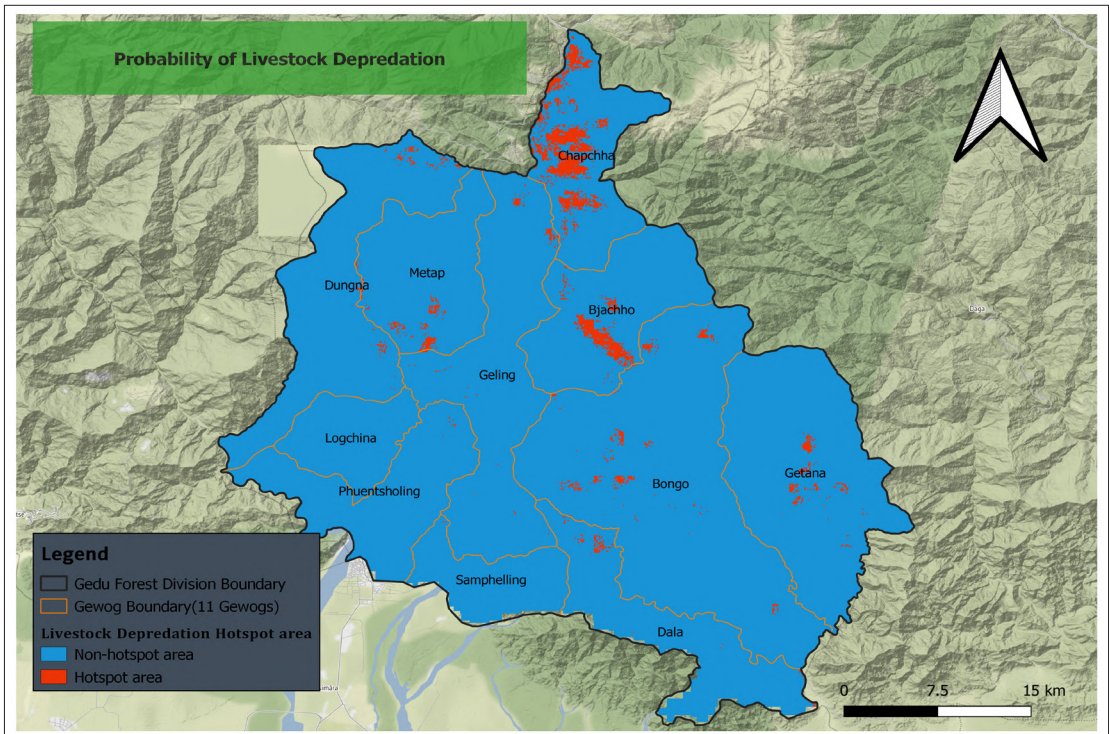 Probability of Livestock Depredation
Chapchha
Metap
Dungna
Bjachho
Geling
Logchina
Getana
Bongo
Phuentsholing
Samphelling
Dala
Legend
Gedu Forest Division Boundary
Gewog Boundary(11 Gewogs)
Livestock Depredation Hotspot area
Non-hotspot area
Hotspot area
0 7.5 15 km